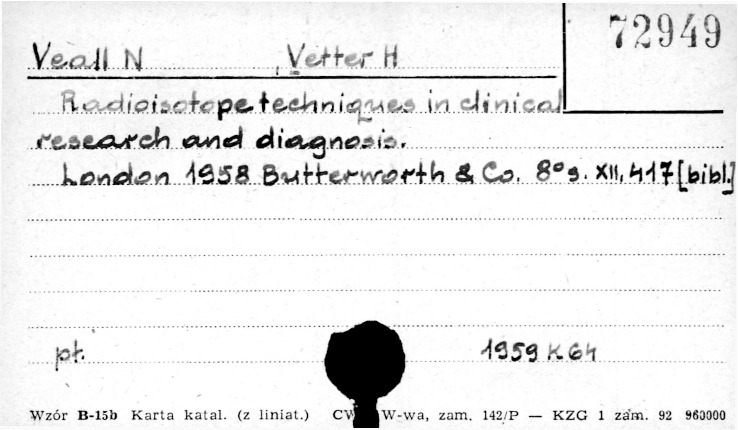 72949
Veall N , Vetter H
Radioisotope techniques in clinical
research and diagnosis.
London 1958 Butterworth & Co. 8° s. XII, 417 [bibl.]
pł. 1959 K 64
Wzór B-15b Karta katal. (z liniat.) CW W-wa, zam. 142/P — KZG 1 zam. 92 960000